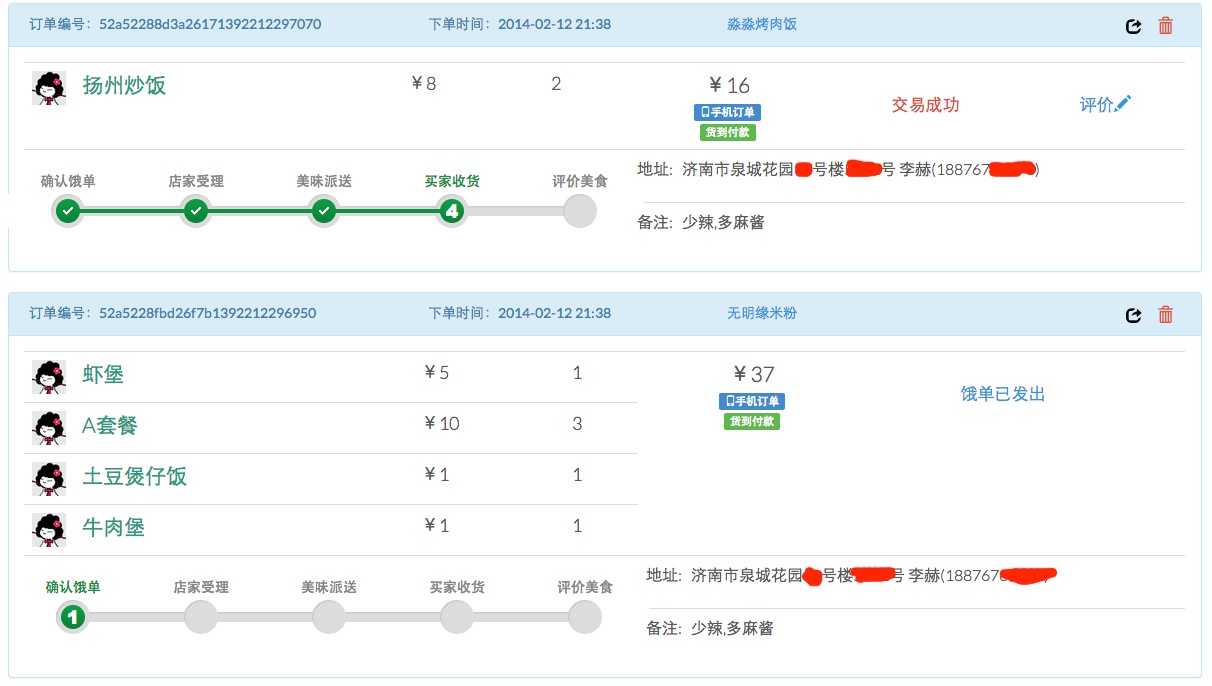 订单编号：52a52288d3a26171392212297070 下单时间：2014-02-12 21:38 淼淼烤肉饭
扬州炒饭 ￥8 2 ￥16
手机订单
货到付款
交易成功 评价
确认饿单 店家受理 美味派送 买家收货 评价美食
4
地址: 济南市泉城花园 号楼 号 李赫(188767 )
备注: 少辣,多麻酱
订单编号：52a5228fbd26f7b1392212296950 下单时间：2014-02-12 21:38 无明缘米粉
虾堡 ￥5 1 ￥37
手机订单
货到付款
饿单已发出
A套餐 ￥10 3
土豆煲仔饭 ￥1 1
牛肉堡 ￥1 1
确认饿单 店家受理 美味派送 买家收货 评价美食
1
地址: 济南市泉城花园 号楼 号 李赫(188767 )
备注: 少辣,多麻酱